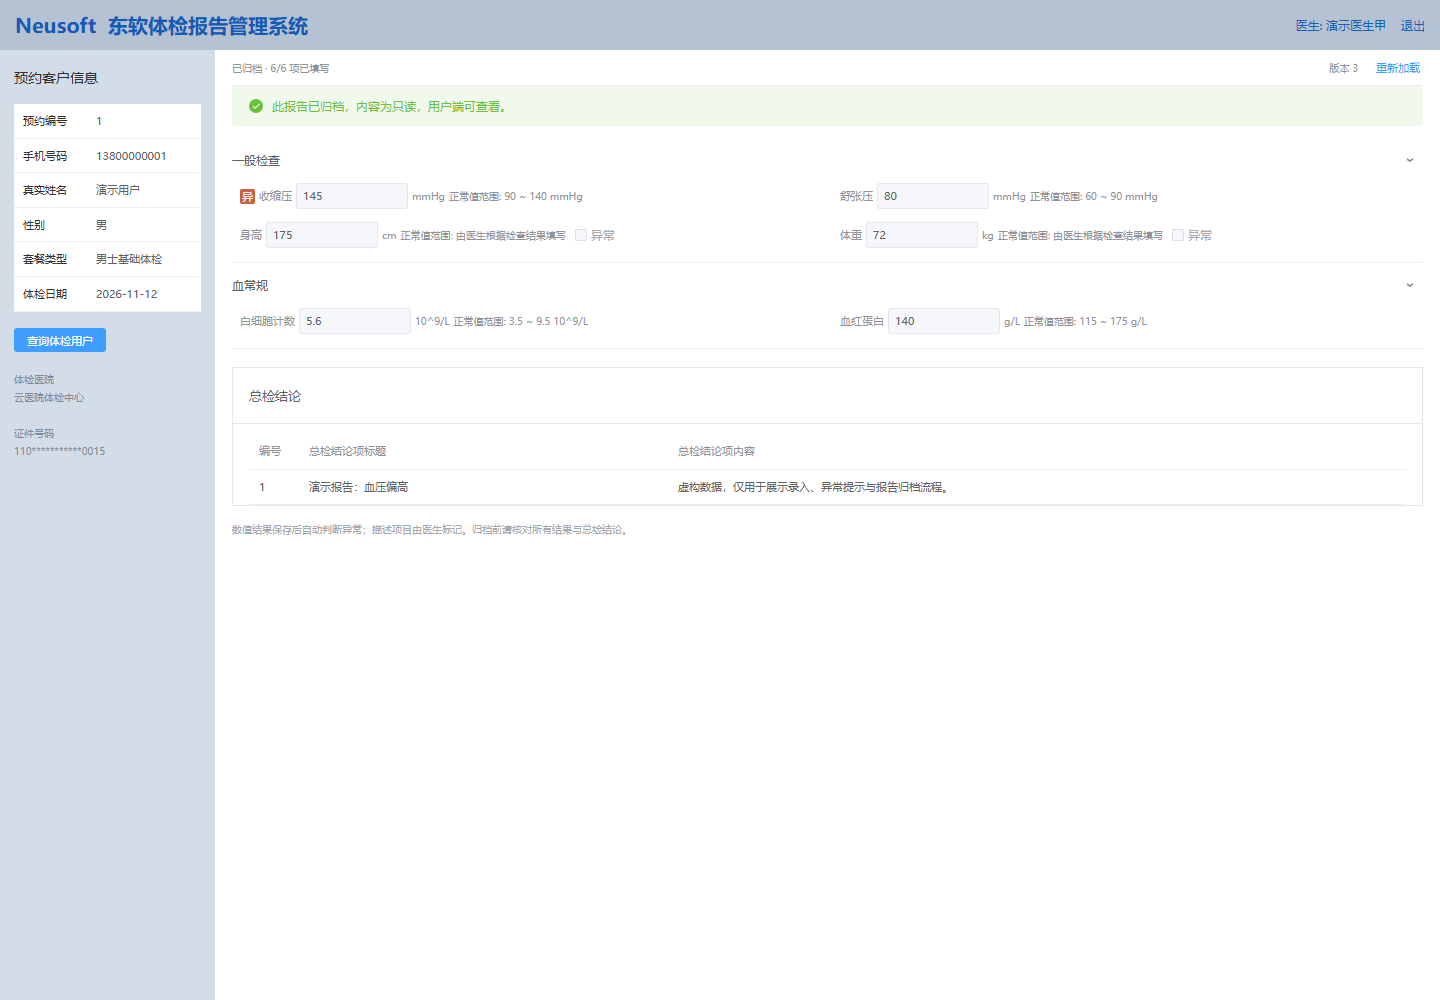 Neusoft 东软体检报告管理系统
医生: 演示医生甲 退出
预约客户信息
预约编号 1
手机号码 13800000001
真实姓名 演示用户
性别 男
套餐类型 男士基础体检
体检日期 2026-11-12
查询体检用户
体检医院
云医院体检中心
证件号码
110***********0015
已归档 · 6/6 项已填写
版本 3 重新加载
此报告已归档，内容为只读，用户端可查看。
一般检查
异 收缩压 145 mmHg 正常值范围: 90 ~ 140 mmHg
舒张压 80 mmHg 正常值范围: 60 ~ 90 mmHg
身高 175 cm 正常值范围: 由医生根据检查结果填写 异常
体重 72 kg 正常值范围: 由医生根据检查结果填写 异常
血常规
白细胞计数 5.6 10^9/L 正常值范围: 3.5 ~ 9.5 10^9/L
血红蛋白 140 g/L 正常值范围: 115 ~ 175 g/L
总检结论
编号 总检结论项标题 总检结论项内容
1 演示报告：血压偏高 虚构数据，仅用于展示录入、异常提示与报告归档流程。
数值结果保存后自动判断异常；描述项目由医生标记。归档前请核对所有结果与总检结论。